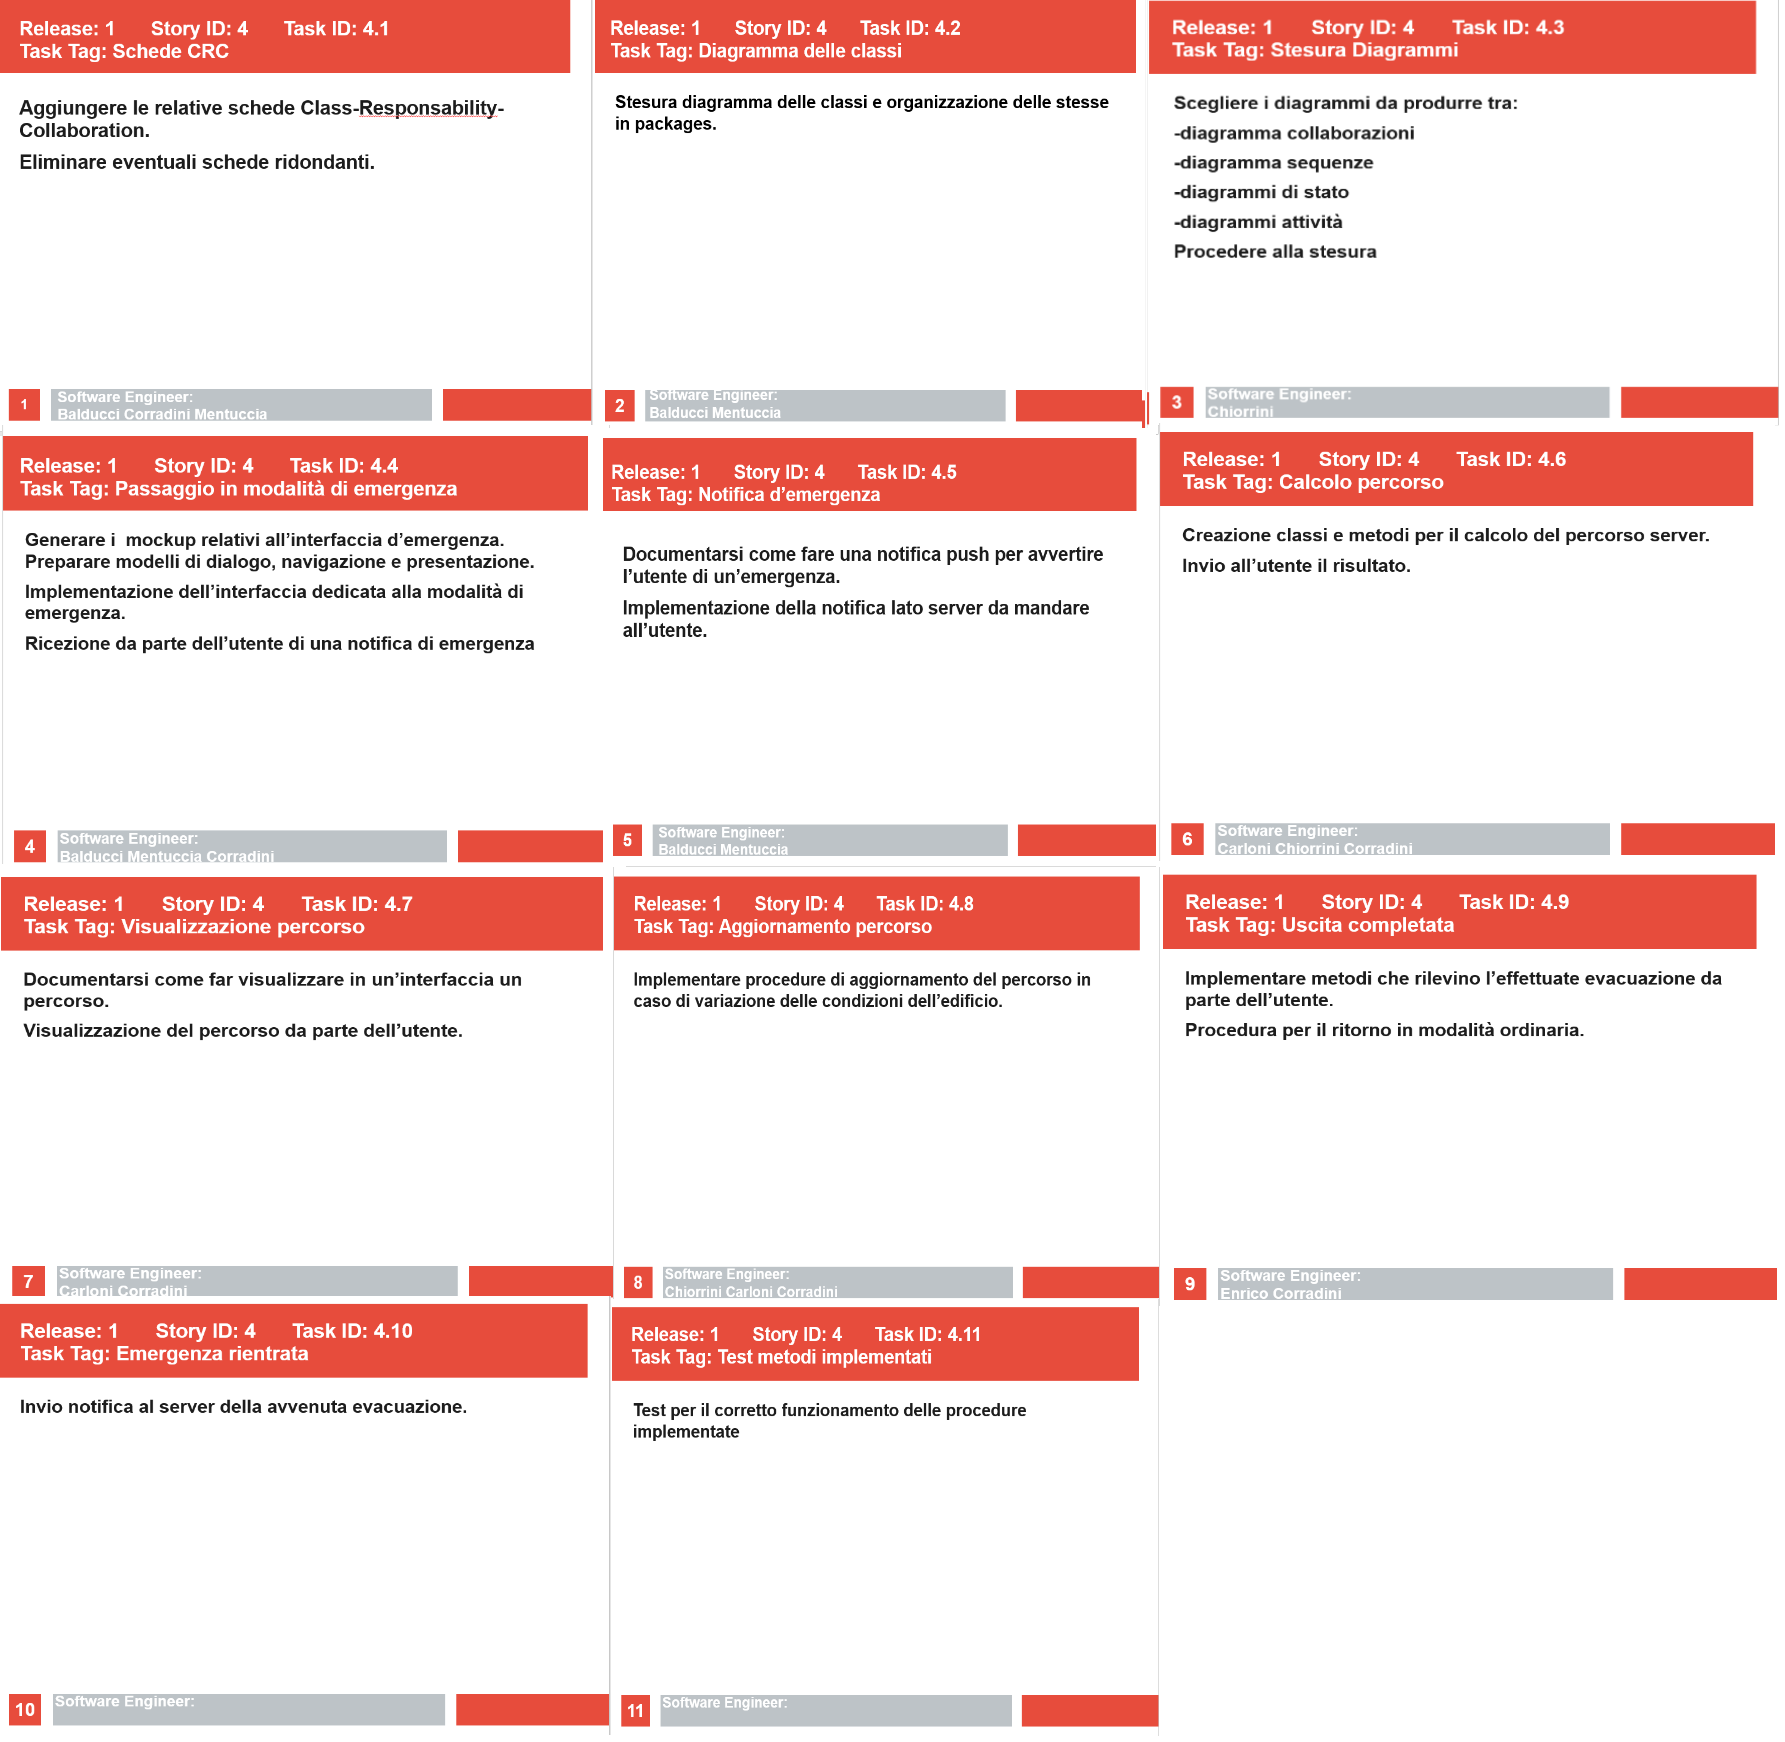 Release: 1 Story ID: 4 Task ID: 4.1
Task Tag: Schede CRC
Aggiungere le relative schede Class-Responsability-
Collaboration.
Eliminare eventuali schede ridondanti.
1
Software Engineer:
Balducci Corradini Mentuccia
Release: 1 Story ID: 4 Task ID: 4.2
Task Tag: Diagramma delle classi
Stesura diagramma delle classi e organizzazione delle stesse
in packages.
2
Software Engineer:
Balducci Mentuccia
Release: 1 Story ID: 4 Task ID: 4.3
Task Tag: Stesura Diagrammi
Scegliere i diagrammi da produrre tra:
-diagramma collaborazioni
-diagramma sequenze
-diagrammi di stato
-diagrammi attività
Procedere alla stesura
3
Software Engineer:
Chiorrini
Release: 1 Story ID: 4 Task ID: 4.4
Task Tag: Passaggio in modalità di emergenza
Generare i mockup relativi all’interfaccia d’emergenza.
Preparare modelli di dialogo, navigazione e presentazione.
Implementazione dell’interfaccia dedicata alla modalità di
emergenza.
Ricezione da parte dell’utente di una notifica di emergenza
4
Software Engineer:
Balducci Mentuccia Corradini
Release: 1 Story ID: 4 Task ID: 4.5
Task Tag: Notifica d’emergenza
Documentarsi come fare una notifica push per avvertire
l’utente di un’emergenza.
Implementazione della notifica lato server da mandare
all’utente.
5
Software Engineer:
Balducci Mentuccia
Release: 1 Story ID: 4 Task ID: 4.6
Task Tag: Calcolo percorso
Creazione classi e metodi per il calcolo del percorso server.
Invio all’utente il risultato.
6
Software Engineer:
Carloni Chiorrini Corradini
Release: 1 Story ID: 4 Task ID: 4.7
Task Tag: Visualizzazione percorso
Documentarsi come far visualizzare in un’interfaccia un
percorso.
Visualizzazione del percorso da parte dell’utente.
7
Software Engineer:
Carloni Corradini
Release: 1 Story ID: 4 Task ID: 4.8
Task Tag: Aggiornamento percorso
Implementare procedure di aggiornamento del percorso in
caso di variazione delle condizioni dell’edificio.
8
Software Engineer:
Chiorrini Carloni Corradini
Release: 1 Story ID: 4 Task ID: 4.9
Task Tag: Uscita completata
Implementare metodi che rilevino l’effettuate evacuazione da
parte dell’utente.
Procedura per il ritorno in modalità ordinaria.
9
Software Engineer:
Enrico Corradini
Release: 1 Story ID: 4 Task ID: 4.10
Task Tag: Emergenza rientrata
Invio notifica al server della avvenuta evacuazione.
10
Software Engineer:
Release: 1 Story ID: 4 Task ID: 4.11
Task Tag: Test metodi implementati
Test per il corretto funzionamento delle procedure
implementate
11
Software Engineer: